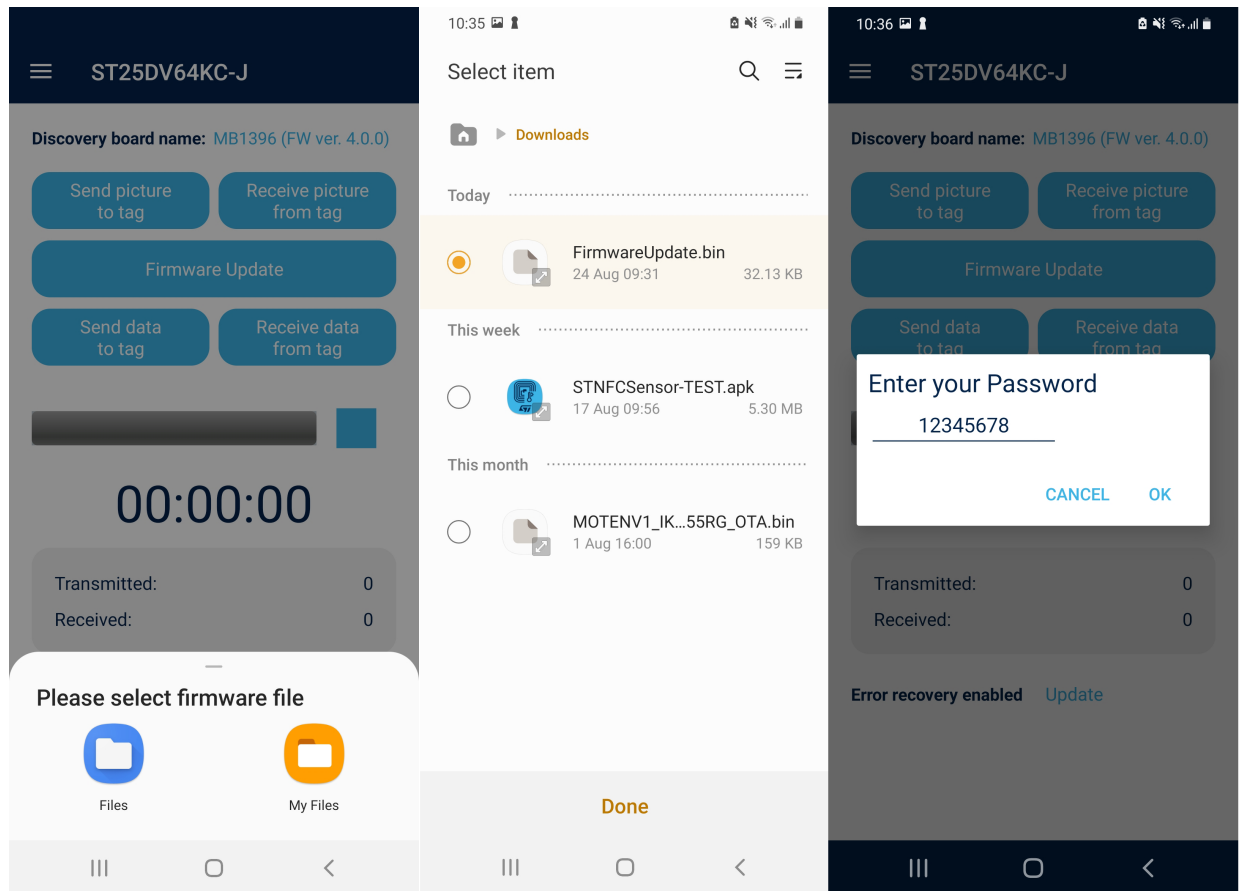 ST25DV64KC-J
Discovery board name: MB1396 (FW ver. 4.0.0)
Send picture
to tag
Receive picture
from tag
Firmware Update
Send data
to tag
Receive data
from tag
00:00:00
Transmitted: 0
Received: 0
Please select firmware file
Files
My Files
10:35
Select item
Downloads
Today
FirmwareUpdate.bin
24 Aug 09:31 32.13 KB
This week
STNFCSensor-TEST.apk
17 Aug 09:56 5.30 MB
This month
MOTENV1_IK...55RG_OTA.bin
1 Aug 16:00 159 KB
Done
10:36
ST25DV64KC-J
Discovery board name: MB1396 (FW ver. 4.0.0)
Send picture
to tag
Receive picture
from tag
Firmware Update
Send data
to tag
Receive data
from tag
Enter your Password
12345678
CANCEL OK
Transmitted: 0
Received: 0
Error recovery enabled Update